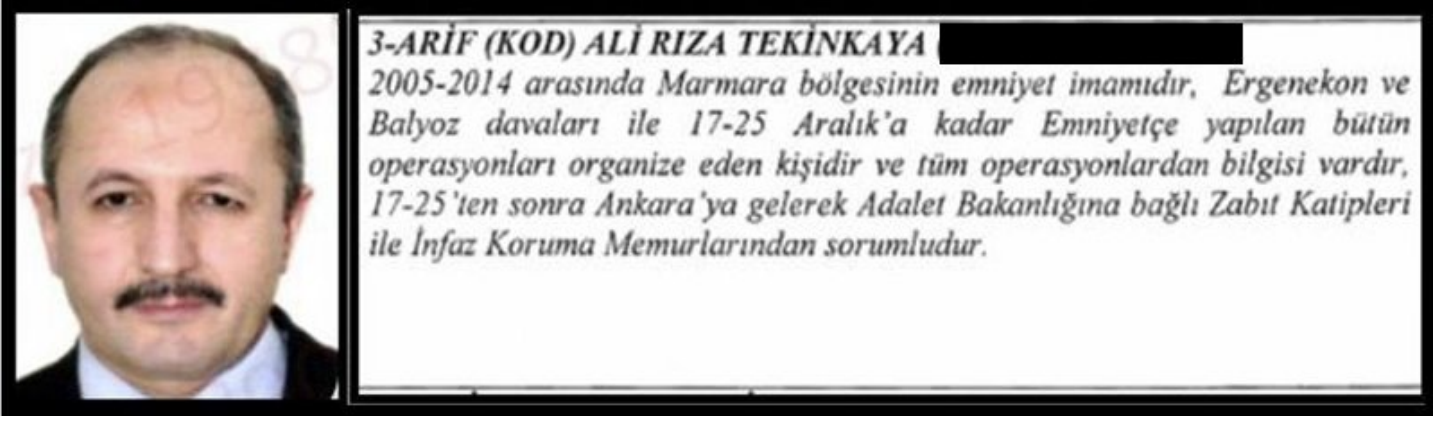 3-ARİF (KOD) ALİ RIZA TEKİNKAYA (
2005-2014 arasında Marmara bölgesinin emniyet imamıdır, Ergenekon ve
Balyoz davaları ile 17-25 Aralık'a kadar Emniyetçe yapılan bütün
operasyonları organize eden kişidir ve tüm operasyonlardan bilgisi vardır,
17-25'ten sonra Ankara'ya gelerek Adalet Bakanlığına bağlı Zabıt Katipleri
ile İnfaz Koruma Memurlarından sorumludur.